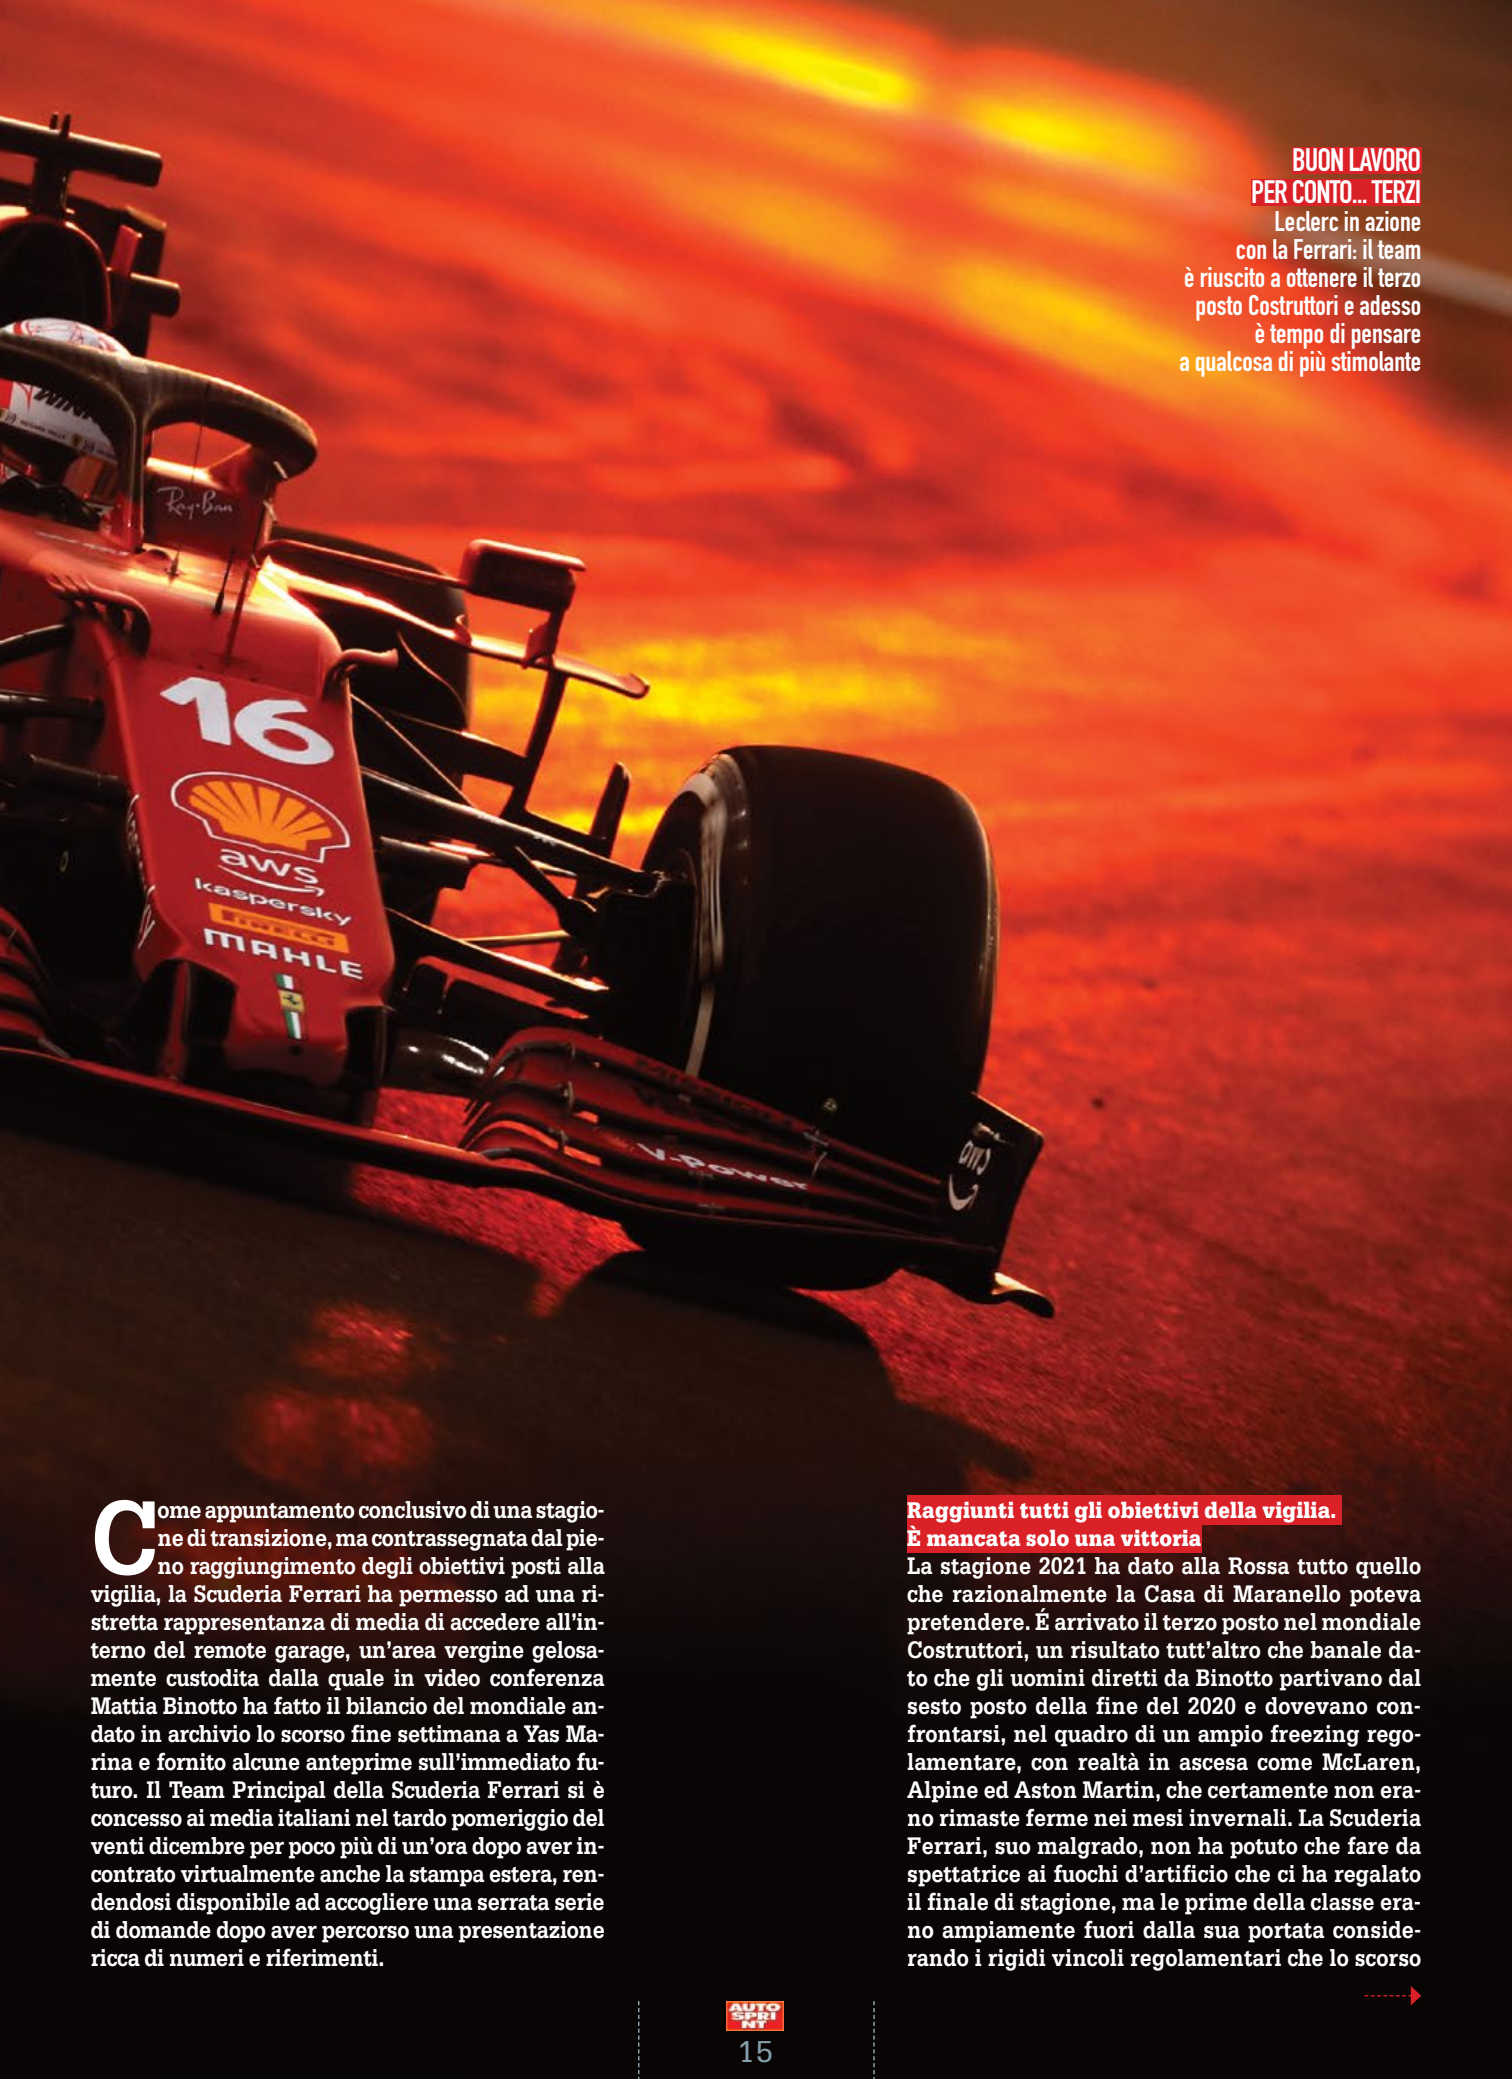 BUON LAVORO
PER CONTO... TERZI
Leclerc in azione
con la Ferrari: il team
è riuscito a ottenere il terzo
posto Costruttori e adesso
è tempo di pensare
a qualcosa di più stimolante
Ray-Ban
16
aws
kaspersky
PIRELLI
MAHLE
V-Power
aws
Come appuntamento conclusivo di una stagio-
ne di transizione, ma contrassegnata dal pie-
no raggiungimento degli obiettivi posti alla
vigilia, la Scuderia Ferrari ha permesso ad una ri-
stretta rappresentanza di media di accedere all'in-
terno del remote garage, un'area vergine gelosa-
mente custodita dalla quale in video conferenza
Mattia Binotto ha fatto il bilancio del mondiale an-
dato in archivio lo scorso fine settimana a Yas Ma-
rina e fornito alcune anteprime sull'immediato fu-
turo. Il Team Principal della Scuderia Ferrari si è
concesso ai media italiani nel tardo pomeriggio del
venti dicembre per poco più di un'ora dopo aver in-
contrato virtualmente anche la stampa estera, ren-
dendosi disponibile ad accogliere una serrata serie
di domande dopo aver percorso una presentazione
ricca di numeri e riferimenti.
Raggiunti tutti gli obiettivi della vigilia.
È mancata solo una vittoria
La stagione 2021 ha dato alla Rossa tutto quello
che razionalmente la Casa di Maranello poteva
pretendere. É arrivato il terzo posto nel mondiale
Costruttori, un risultato tutt'altro che banale da-
to che gli uomini diretti da Binotto partivano dal
sesto posto della fine del 2020 e dovevano con-
frontarsi, nel quadro di un ampio freezing rego-
lamentare, con realtà in ascesa come McLaren,
Alpine ed Aston Martin, che certamente non era-
no rimaste ferme nei mesi invernali. La Scuderia
Ferrari, suo malgrado, non ha potuto che fare da
spettatrice ai fuochi d'artificio che ci ha regalato
il finale di stagione, ma le prime della classe era-
no ampiamente fuori dalla sua portata conside-
rando i rigidi vincoli regolamentari che lo scorso
AUTO
SPRI
NT
15